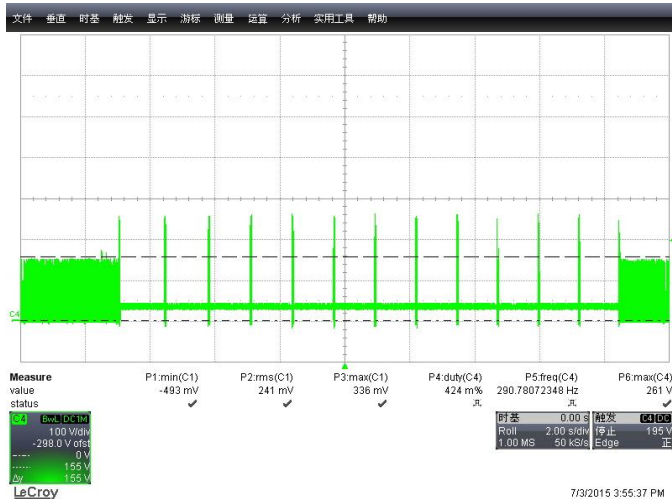 文件 垂直 时基 触发 显示 游标 测量 运算 分析 实用工具 帮助
C4
Measure P1:min(C1) P2:rms(C1) P3:max(C1) P4:duty(C4) P5:freq(C4) P6:max(C4)
value -493 mV 241 mV 336 mV 424 m% 290.78072348 Hz 261 V
status
C4 BwL DC1M
100 V/div
-298.0 V ofst
0 V
155 V
Δy 155 V
时基 0.00 s
Roll 2.00 s/div
1.00 MS 50 kS/s
触发 C4 DC
停止 195 V
Edge 正
LeCroy
7/3/2015 3:55:37 PM